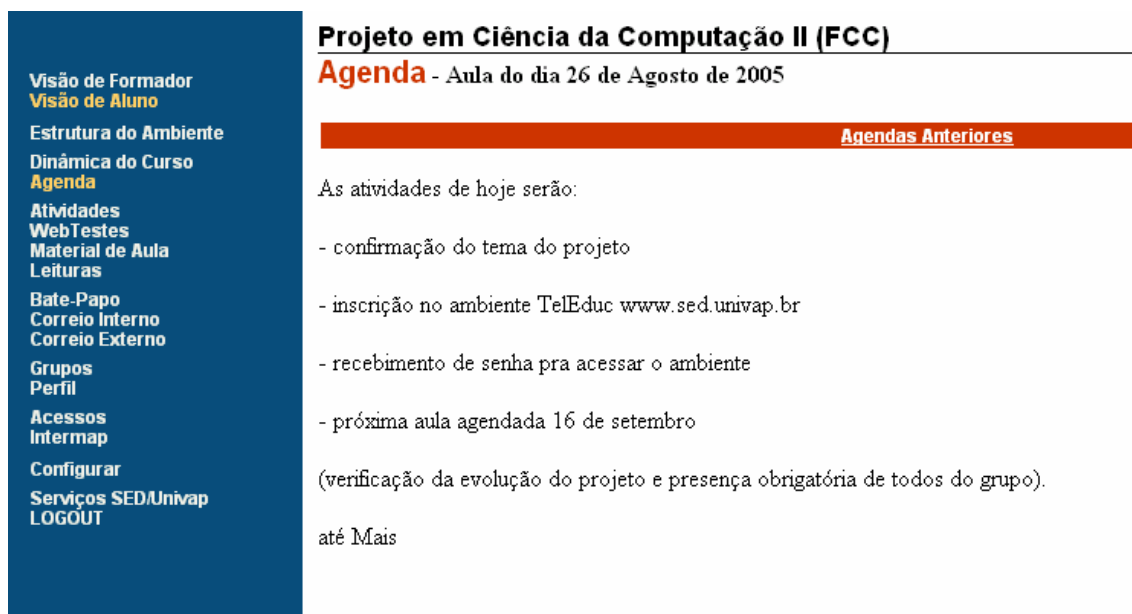 Visão de Formador
Visão de Aluno
Estrutura do Ambiente
Dinâmica do Curso
Agenda
Atividades
WebTestes
Material de Aula
Leituras
Bate-Papo
Correio Interno
Correio Externo
Grupos
Perfil
Acessos
Intermap
Configurar
Serviços SED/Univap
LOGOUT
Projeto em Ciência da Computação II (FCC)
Agenda - Aula do dia 26 de Agosto de 2005
Agendas Anteriores
As atividades de hoje serão:
- confirmação do tema do projeto
- inscrição no ambiente TelEduc www.sed.univap.br
- recebimento de senha pra acessar o ambiente
- próxima aula agendada 16 de setembro
(verificação da evolução do projeto e presença obrigatória de todos do grupo).
até Mais